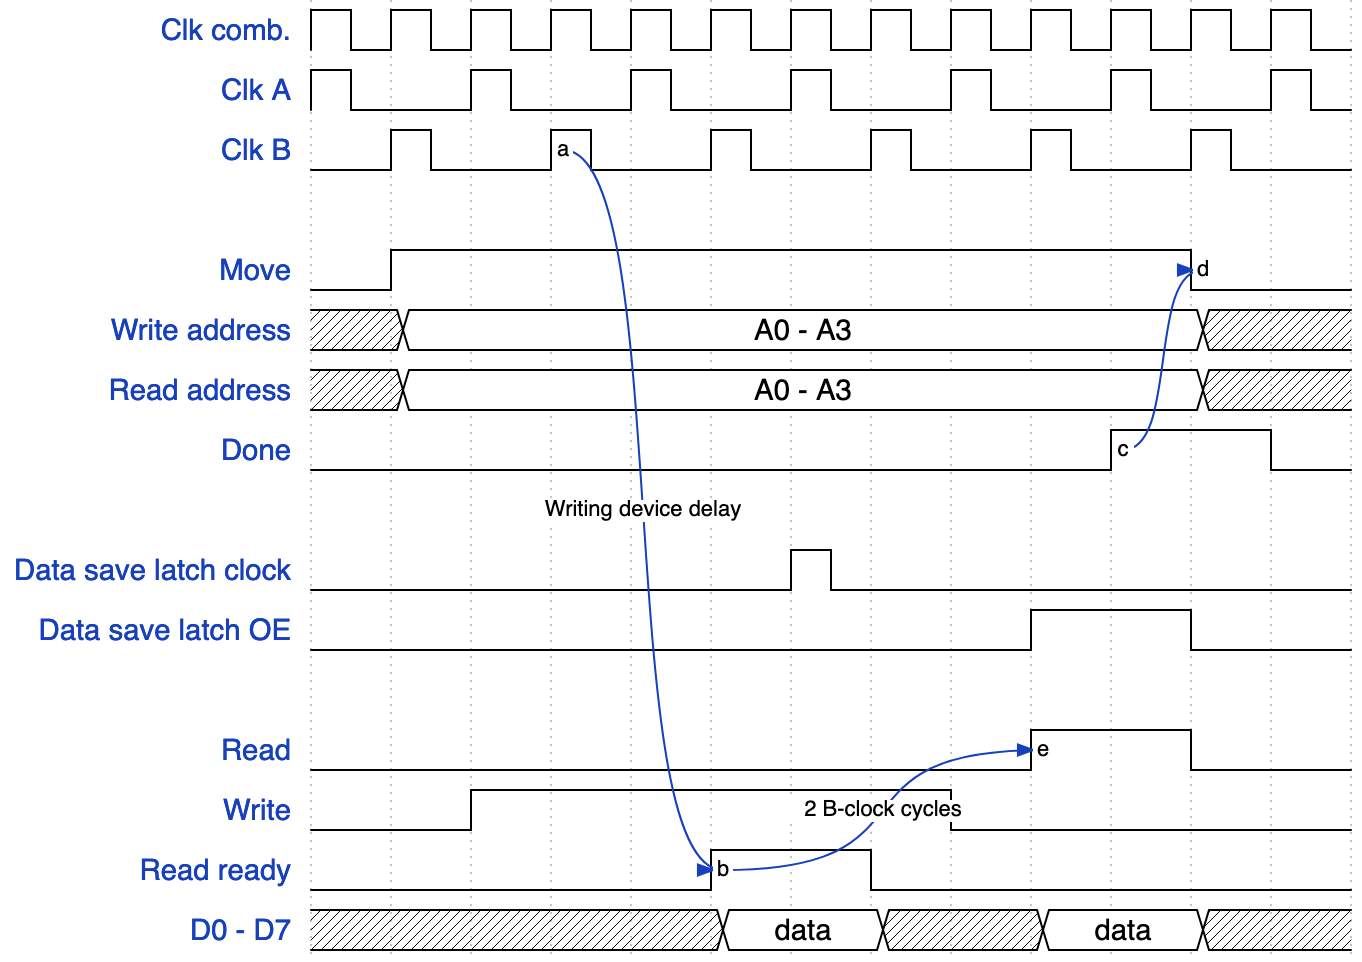 Clk comb.
Clk A
Clk B
a
Move
d
Write address
A0 - A3
Read address
A0 - A3
Done
c
Writing device delay
Data save latch clock
Data save latch OE
Read
e
Write
2 B-clock cycles
Read ready
b
D0 - D7
data
data